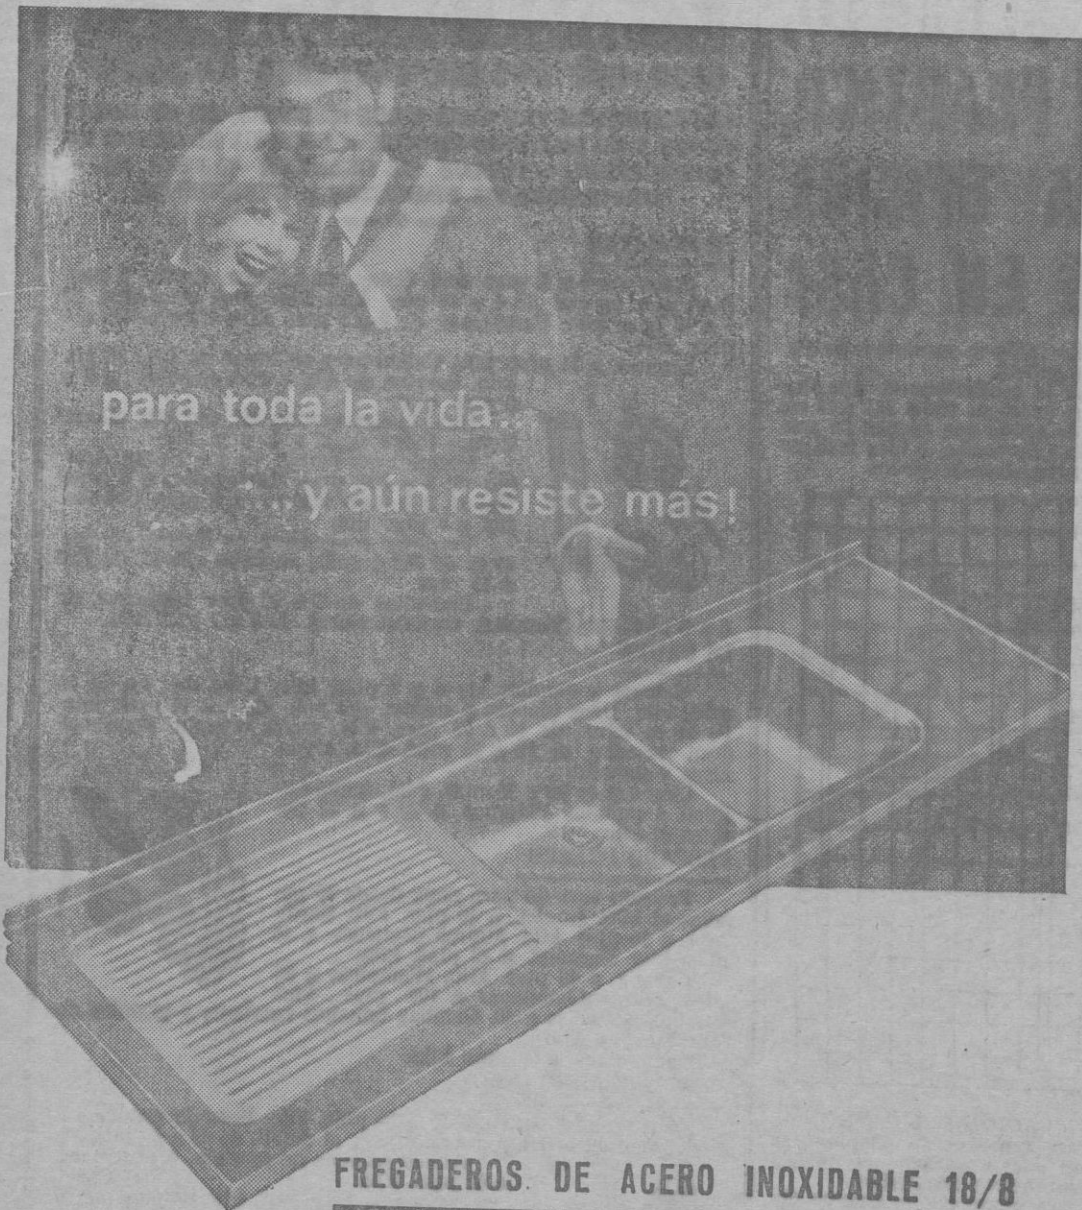 para toda la vida..
... y aún resiste más!
FREGADEROS. DE ACERO INOXIDABLE 18/8